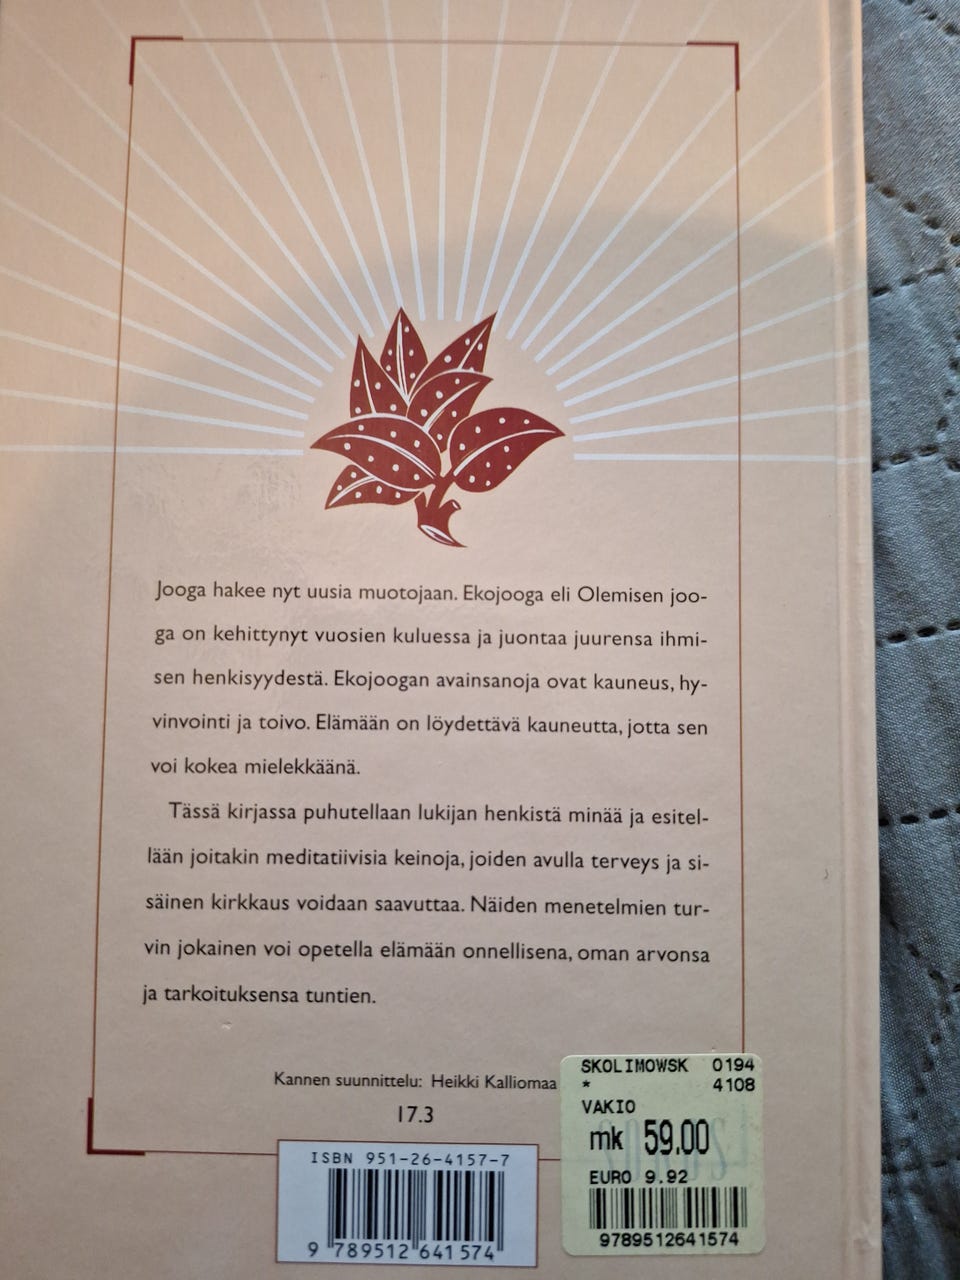 Jooga hakee nyt uusia muotojaan. Ekojooga eli Olemisen joo-
ga on kehittynyt vuosien kuluessa ja juontaa juurensa ihmi-
sen henkisyydestä. Ekojoogan avainsanoja ovat kauneus, hy-
vinvointi ja toivo. Elämään on löydettävä kauneutta, jotta sen
voi kokea mielekkäänä.
Tässä kirjassa puhutellaan lukijan henkistä minää ja esitel-
lään joitakin meditatiivisia keinoja, joiden avulla terveys ja si-
säinen kirkkaus voidaan saavuttaa. Näiden menetelmien tur-
vin jokainen voi opetella elämään onnellisena, oman arvonsa
ja tarkoituksensa tuntien.
Kannen suunnittelu: Heikki Kalliomaa
17.3
ISBN 951-26-4157-7
9 789512 641574
SKOLIMOWSK 0194
* 4108
VAKIO
mk 59.00
EURO 9.92
9789512641574